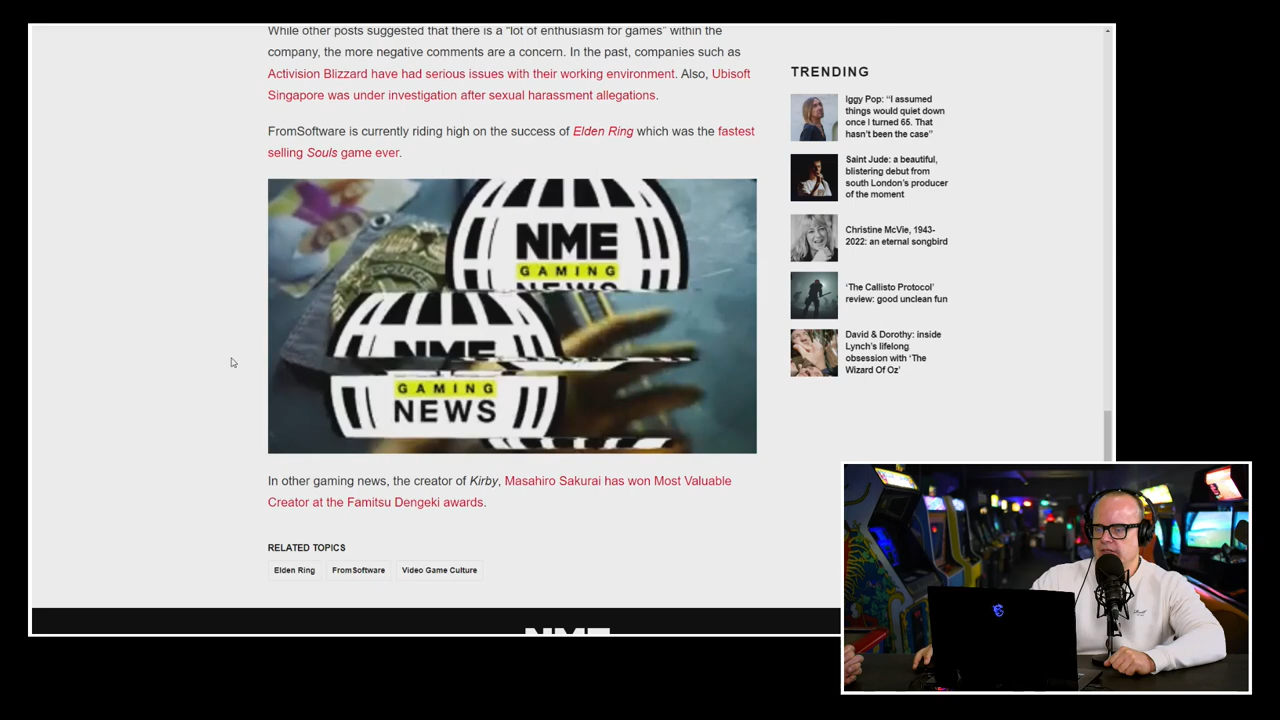 While other posts suggested that there is a “lot of enthusiasm for games” within the
company, the more negative comments are a concern. In the past, companies such as
Activision Blizzard have had serious issues with their working environment. Also, Ubisoft
Singapore was under investigation after sexual harassment allegations.
FromSoftware is currently riding high on the success of Elden Ring which was the fastest
selling Souls game ever.
NME
GAMING
NEWS
NME
GAMING
NEWS
In other gaming news, the creator of Kirby, Masahiro Sakurai has won Most Valuable
Creator at the Famitsu Dengeki awards.
RELATED TOPICS
Elden Ring
FromSoftware
Video Game Culture
NME
TRENDING
Iggy Pop: “I assumed
things would quiet down
once I turned 65. That
hasn’t been the case”
Saint Jude: a beautiful,
blistering debut from
south London’s producer
of the moment
Christine McVie, 1943-
2022: an eternal songbird
‘The Callisto Protocol’
review: good unclean fun
David & Dorothy: inside
Lynch’s lifelong
obsession with ‘The
Wizard Of Oz’